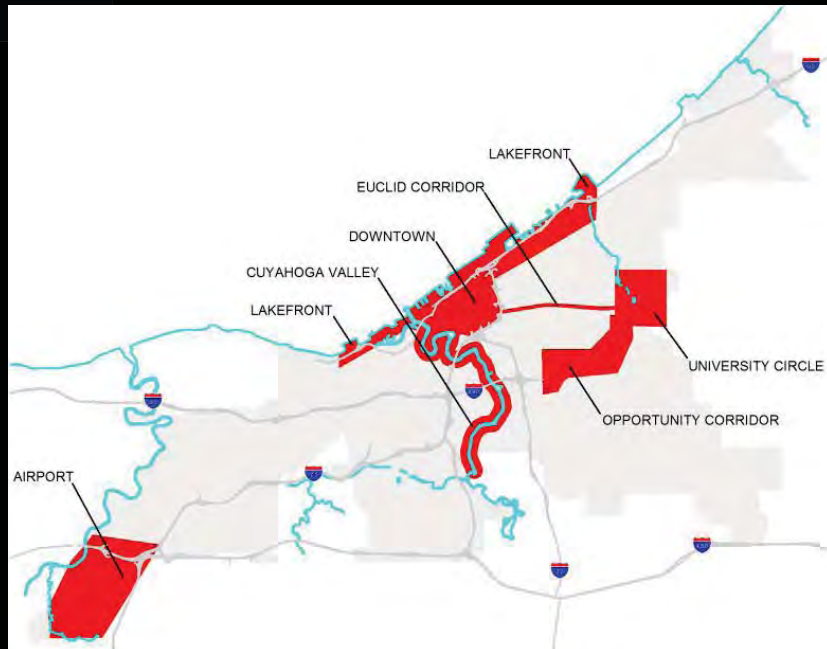 LAKEFRONT
EUCLID CORRIDOR
DOWNTOWN
CUYAHOGA VALLEY
LAKEFRONT
UNIVERSITY CIRCLE
OPPORTUNITY CORRIDOR
AIRPORT